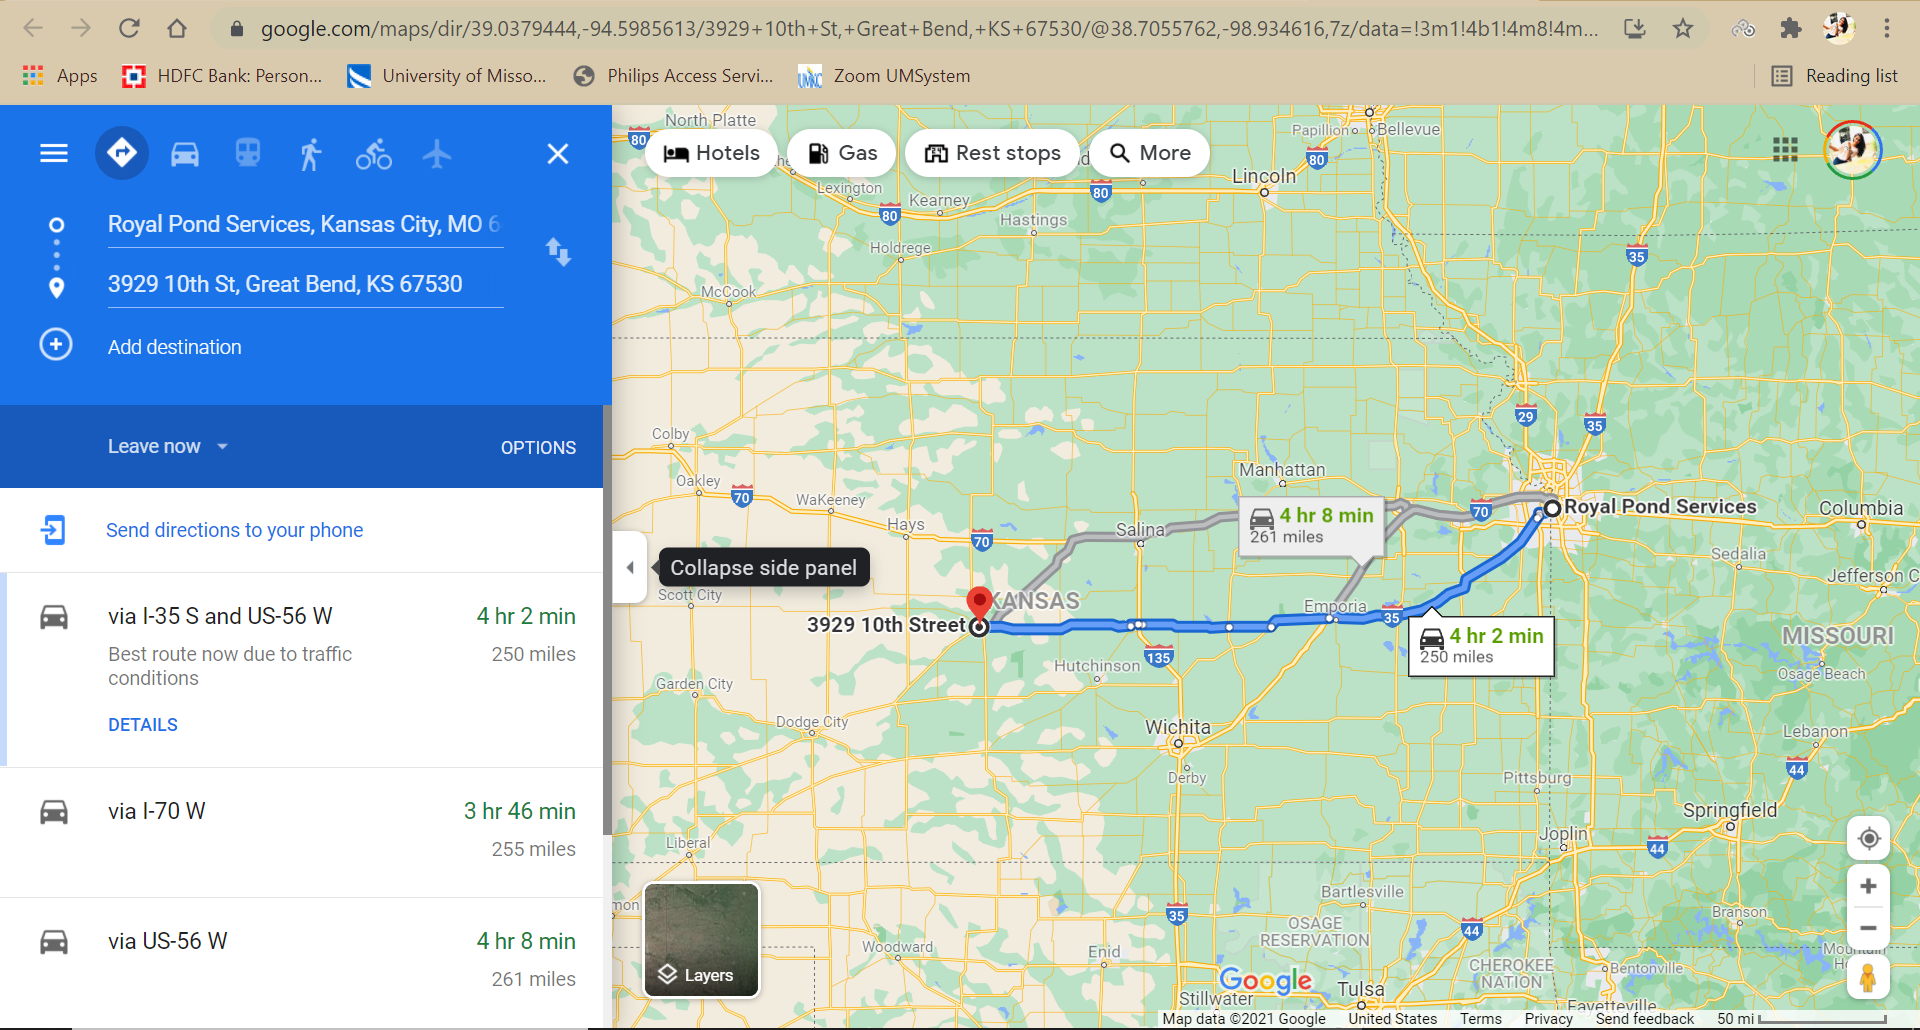 google.com/maps/dir/39.0379444,-94.5985613/3929+10th+St,+Great+Bend,+KS+67530/@38.7055762,-98.934616,7z/data=!3m1!4b1!4m8!4m...
Apps
HDFC Bank: Person...
University of Misso...
Philips Access Servi...
UMKC
Zoom UMSystem
Reading list
Royal Pond Services, Kansas City, MO 6
3929 10th St, Great Bend, KS 67530
Add destination
Leave now
OPTIONS
Send directions to your phone
via I-35 S and US-56 W
4 hr 2 min
Best route now due to traffic
conditions
250 miles
DETAILS
via I-70 W
3 hr 46 min
255 miles
via US-56 W
4 hr 8 min
261 miles
Hotels
Gas
Rest stops
More
Collapse side panel
North Platte
80
Papillion
Bellevue
80
Lincoln
Lexington
80
Kearney
80
Hastings
Holdrege
35
McCook
29
35
Colby
Oakley
70
WaKeeney
Hays
70
Manhattan
4 hr 8 min
261 miles
70
Royal Pond Services
Columbia
Salina
Sedalia
Jefferson C
Scott City
KANSAS
3929 10th Street
Emporia
35
4 hr 2 min
250 miles
MISSOURI
Osage Beach
Hutchinson
135
Garden City
Dodge City
Wichita
Derby
Lebanon
44
Pittsburg
Springfield
Joplin
44
Liberal
Bartlesville
35
OSAGE
RESERVATION
44
Branson
mon
Woodward
Enid
CHEROKEE
NATION
Bentonville
Layers
Google
Stillwater
Tulsa
Fayetteville
Map data ©2021 Google
United States
Terms
Privacy
Send feedback
50 mi